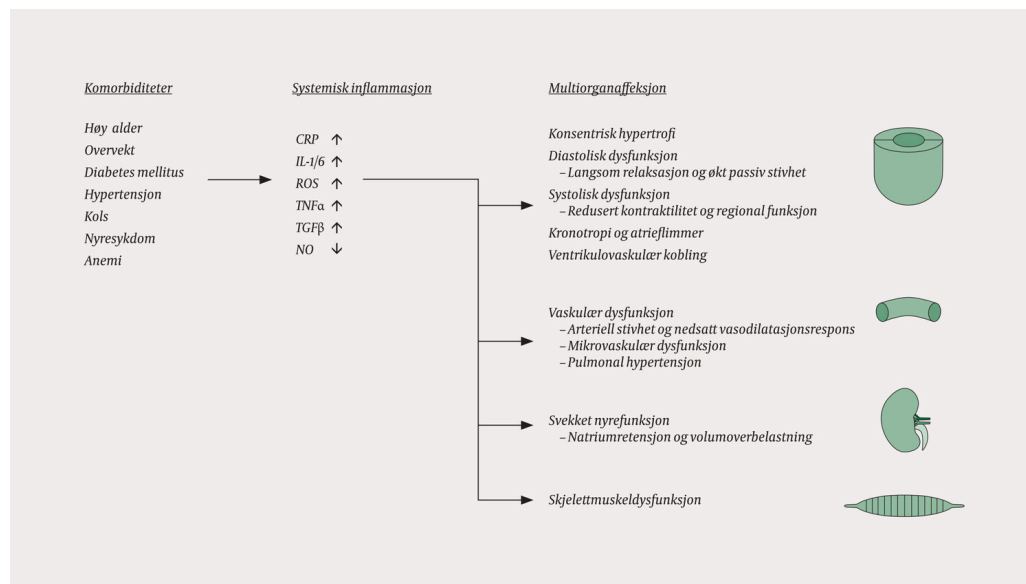 Komorbiditeter
Høy alder
Overvekt
Diabetes mellitus
Hypertensjon
Kols
Nyresykdom
Anemi
Systemisk inflammasjon
CRP ↑
IL-1/6 ↑
ROS ↑
TNFα ↑
TGFβ ↑
NO ↓
Multiorganaffeksjon
Konsentrisk hypertrofi
Diastolisk dysfunksjon
– Langsom relaksasjon og økt passiv stivhet
Systolisk dysfunksjon
– Redusert kontraktilitet og regional funksjon
Kronotropi og atrieflimmer
Ventrikulovaskulær kobling
Vaskulær dysfunksjon
– Arteriell stivhet og nedsatt vasodilatasjonsrespons
– Mikrovaskulær dysfunksjon
– Pulmonal hypertensjon
Svekket nyrefunksjon
– Natriumretensjon og volumoverbelastning
Skjelettmuskeldysfunksjon